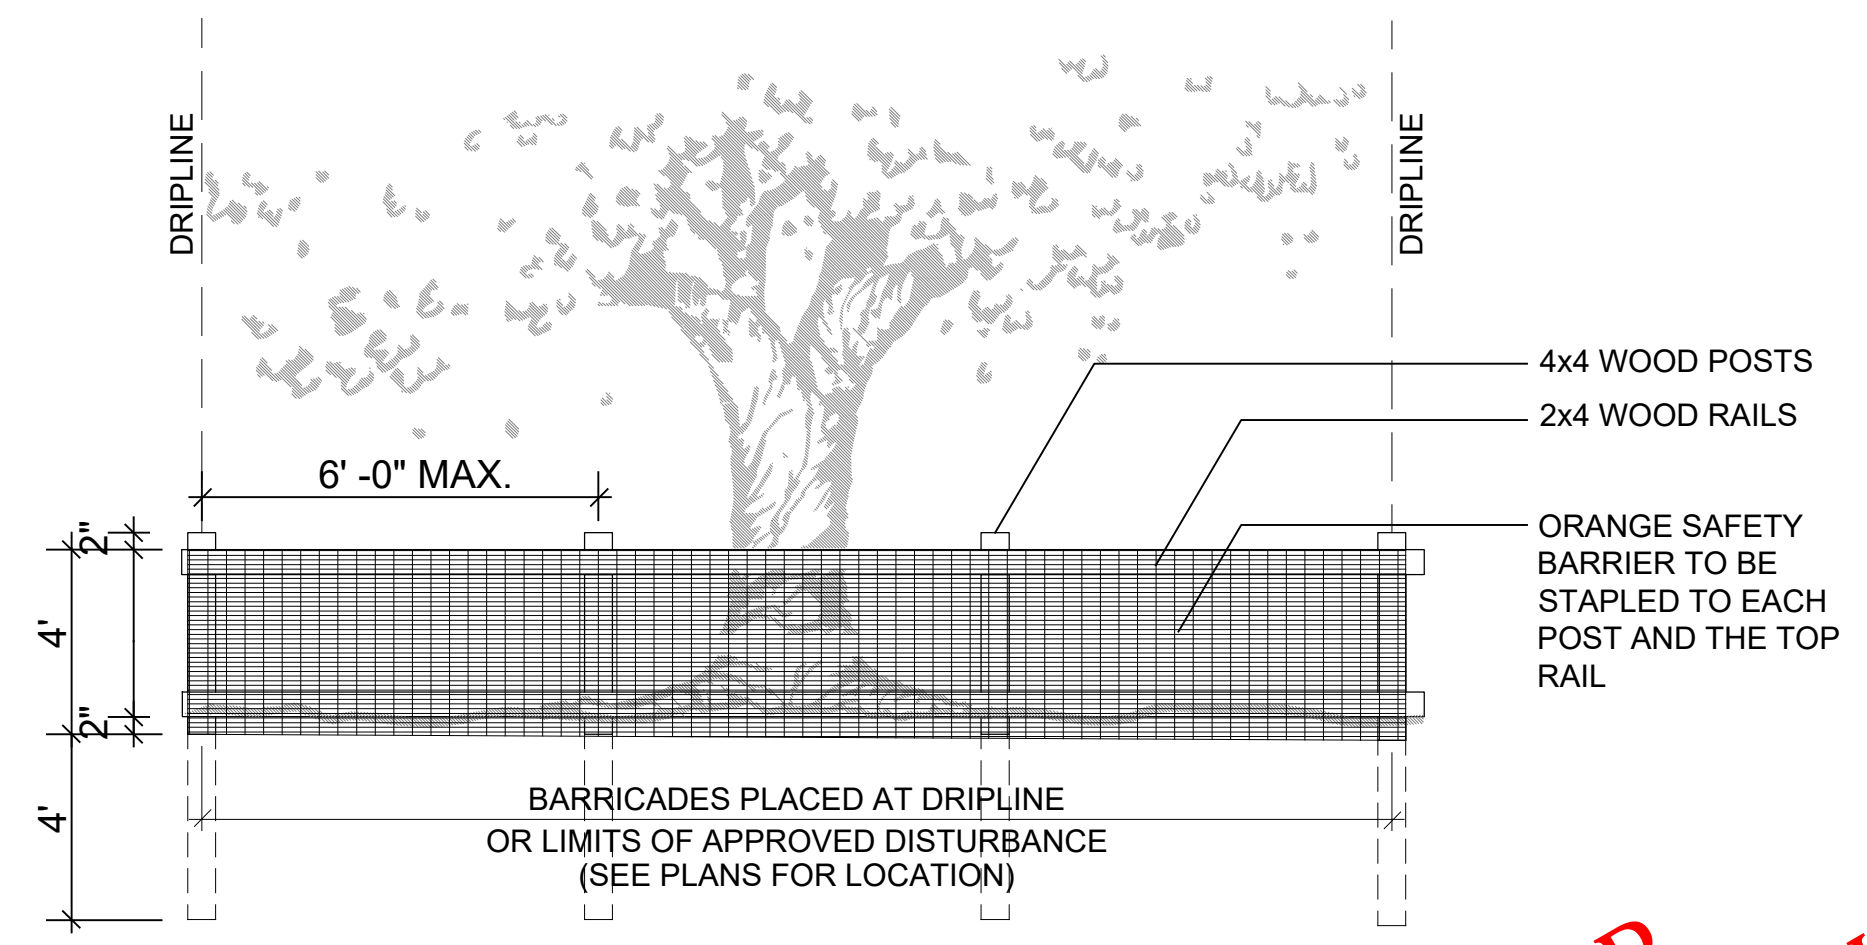 DRIPLINE
DRIPLINE
4x4 WOOD POSTS
2x4 WOOD RAILS
6' -0" MAX.
ORANGE SAFETY
BARRIER TO BE
STAPLED TO EACH
POST AND THE TOP
RAIL
2"
4'
2"
4'
BARRICADES PLACED AT DRIPLINE
OR LIMITS OF APPROVED DISTURBANCE
(SEE PLANS FOR LOCATION)